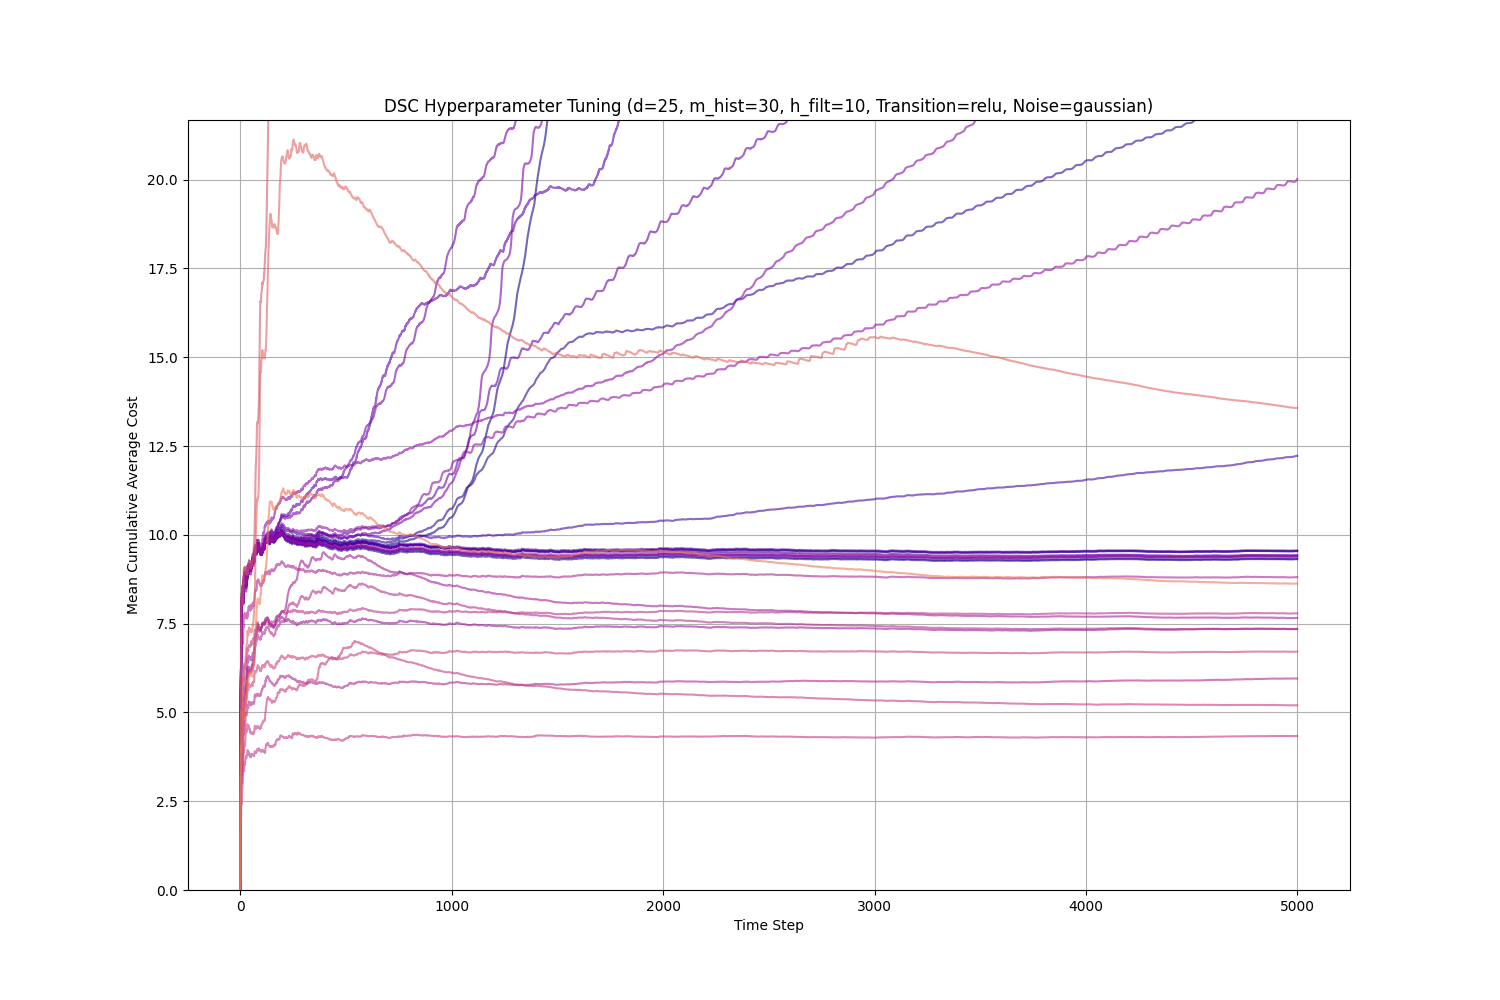 DSC Hyperparameter Tuning (d=25, m_hist=30, h_filt=10, Transition=relu, Noise=gaussian)
Mean Cumulative Average Cost
20.0
17.5
15.0
12.5
10.0
7.5
5.0
2.5
0.0
0 1000 2000 3000 4000 5000
Time Step